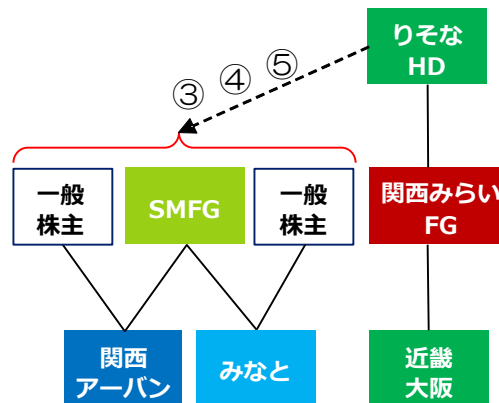 りそな
HD
③ ④ ⑤
一般
株主
SMFG
一般
株主
関西みらい
FG
関西
アーバン
みなと
近畿
大阪